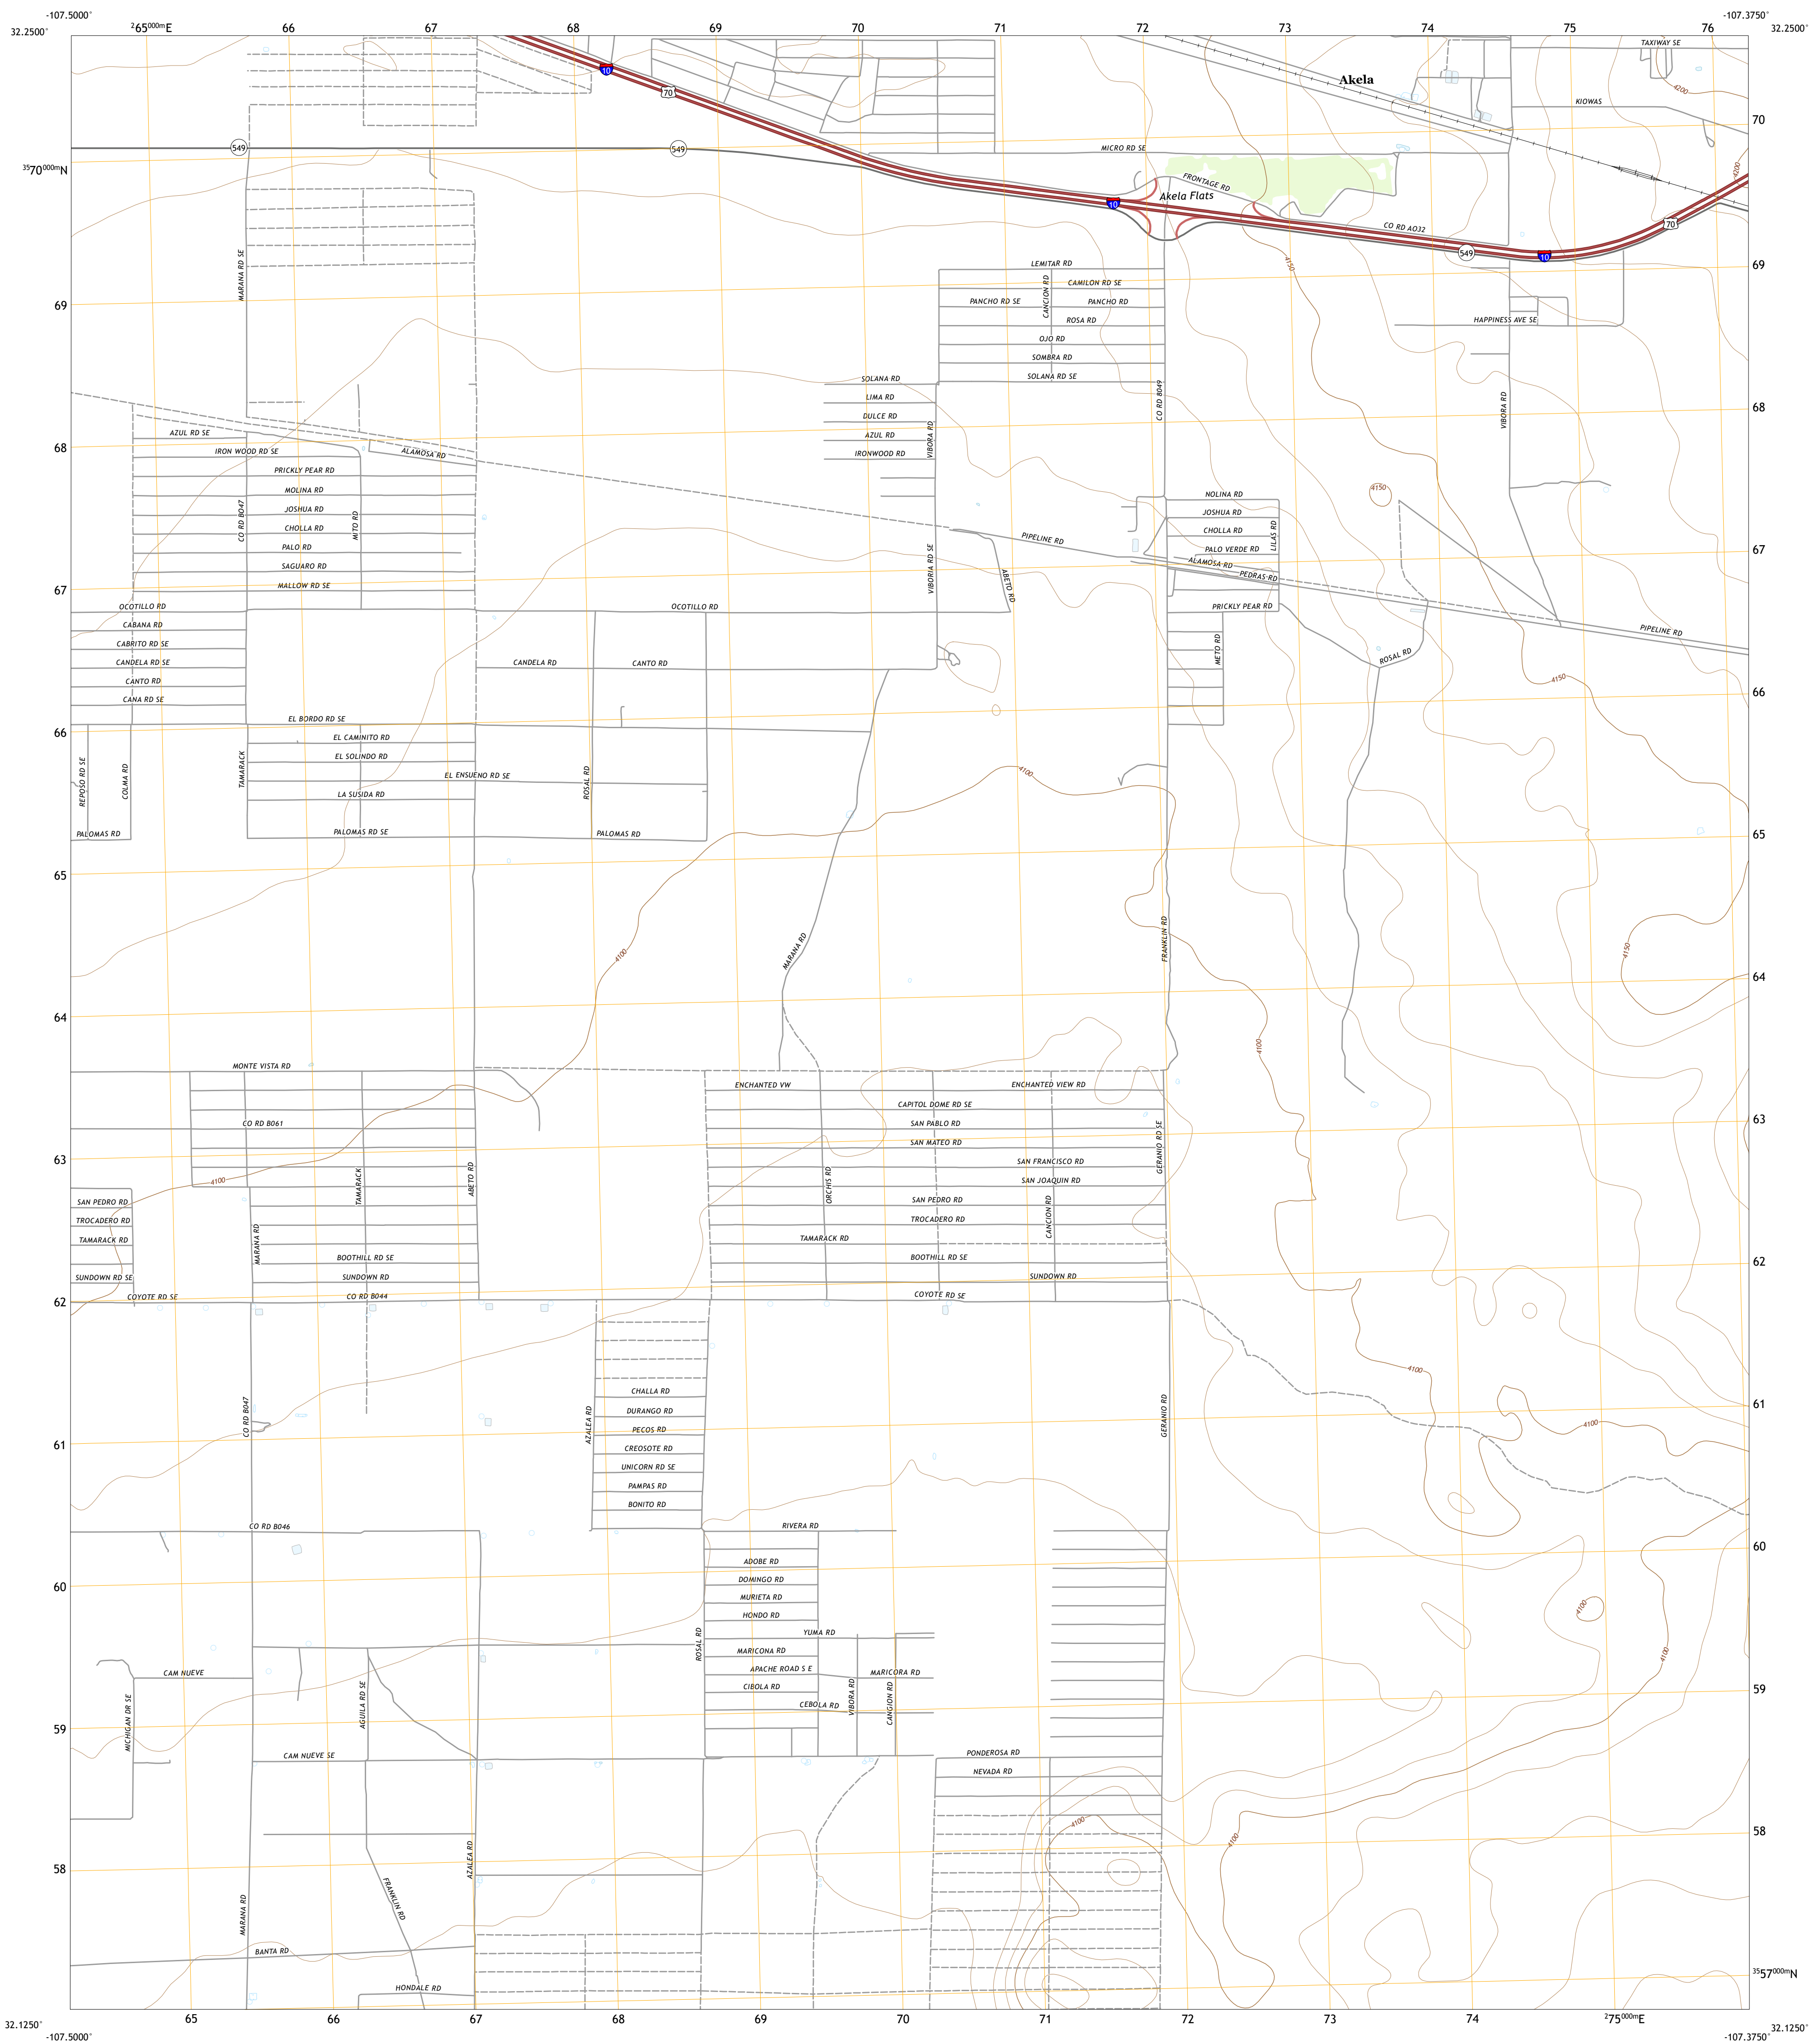 -107.5000°
-107.3750°
32.2500°
²65⁰⁰⁰ᵐE
66
67
68
69
70
71
72
73
74
75
76
32.2500°
TAXIWAY SE
10
Akela
70
4200
KIOWAS
70
549
549
MICRO RD SE
³⁵70⁰⁰⁰ᵐN
4200
FRONTAGE RD
Akela Flats
10
70
CO RD A032
549
10
LEMITAR RD
4150
69
MARANA RD SE
CANCION RD
CAMILON RD SE
PANCHO RD SE
PANCHO RD
69
ROSA RD
HAPPINESS AVE SE
OJO RD
SOMBRA RD
SOLANA RD
SOLANA RD SE
LIMA RD
CO RD B049
VIBORA RD
68
DULCE RD
AZUL RD SE
AZUL RD
VIBORA RD
68
IRON WOOD RD SE
ALAMOSA RD
IRONWOOD RD
PRICKLY PEAR RD
MOLINA RD
4150
NOLINA RD
CO RD B047
JOSHUA RD
MITO RD
JOSHUA RD
CHOLLA RD
CHOLLA RD
LILAS RD
PIPELINE RD
PALO RD
PALO VERDE RD
67
SAGUARO RD
VIBORIA RD SE
ALAMOSA RD
PEDRAS RD
ABETO RD
67
MALLOW RD SE
OCOTILLO RD
OCOTILLO RD
PRICKLY PEAR RD
CABANA RD
PIPELINE RD
CABRITO RD SE
METO RD
CANDELA RD SE
CANDELA RD
CANTO RD
ROSAL RD
CANTO RD
4150
66
CANA RD SE
EL BORDO RD SE
66
EL CAMINITO RD
EL SOLINDO RD
REPOSO RD SE
COLMA RD
TAMARACK
EL ENSUENO RD SE
ROSAL RD
4100
LA SUSIDA RD
PALOMAS RD
PALOMAS RD SE
PALOMAS RD
65
65
MARANA RD
FRANKLIN RD
4100
4150
64
64
4100
MONTE VISTA RD
ENCHANTED VW
ENCHANTED VIEW RD
CAPITOL DOME RD SE
CO RD B061
SAN PABLO RD
63
SAN MATEO RD
GERANIO RD SE
63
SAN FRANCISCO RD
4100
TAMARACK
ABETO RD
ORCHIS RD
SAN JOAQUIN RD
SAN PEDRO RD
SAN PEDRO RD
TROCADERO RD
TROCADERO RD
CANCION RD
TAMARACK RD
MARANA RD
TAMARACK RD
BOOTHILL RD SE
BOOTHILL RD SE
62
SUNDOWN RD SE
SUNDOWN RD
SUNDOWN RD
COYOTE RD SE
CO RD B044
COYOTE RD SE
62
4100
CHALLA RD
CO RD B047
AZALEA RD
DURANGO RD
GERANIO RD
61
4100
PECOS RD
61
CREOSOTE RD
UNICORN RD SE
PAMPAS RD
BONITO RD
CO RD B046
RIVERA RD
60
ADOBE RD
DOMINGO RD
60
MURIETA RD
4100
HONDO RD
ROSAL RD
YUMA RD
4100
MARICONA RD
CAM NUEVE
APACHE ROAD S E
MARICORA RD
CIBOLA RD
59
MICHIGAN DR SE
AGUILA RD SE
CEBOLA RD
VIBORA RD
CANGION RD
59
CAM NUEVE SE
PONDEROSA RD
NEVADA RD
4100
4100
58
58
AZALEA RD
FRANKLIN RD
MARANA RD
BANTA RD
³⁵57⁰⁰⁰ᵐN
HONDALE RD
32.1250°
65
66
67
68
69
70
71
72
73
74
²75⁰⁰⁰ᵐE
32.1250°
-107.5000°
-107.3750°